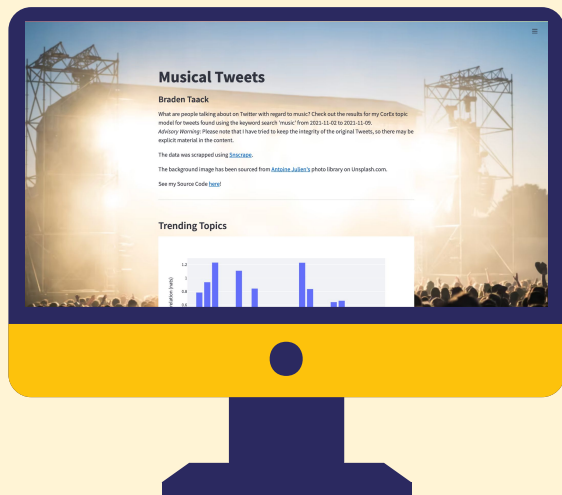 Musical Tweets
Braden Taack
What are people talking about on Twitter with regard to music? Check out the results for my CorEx topic
model for tweets found using the keyword search 'music' from 2021-11-02 to 2021-11-09.
Advisory Warning: Please note that I have tried to keep the integrity of the original Tweets, so there may be
explicit material in the content.
The data was scrapped using Snscrape.
The background image has been sourced from Antoine Julien's photo library on Unsplash.com.
See my Source Code here!
Trending Topics
1.2
1
0.8
0.6
(nats)